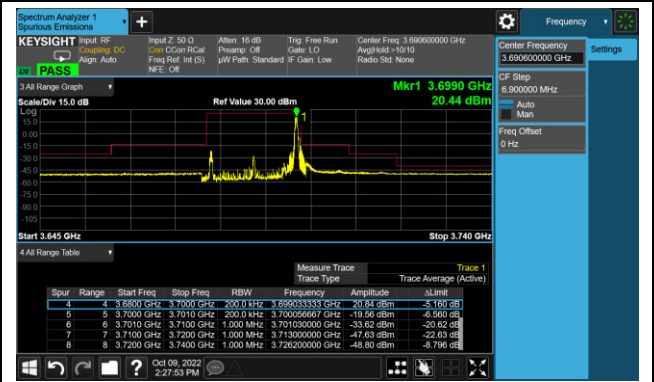 Spectrum Analyzer 1
Spurious Emissions
Frequency
KEYSIGHT
Input: RF
Coupling: DC
Align: Auto
Input Z: 50 Ω
Corr CCorr RCal
Freq Ref: Int (S)
NFE: Off
Atten: 16 dB
Preamp: Off
µW Path: Standard
Trig: Free Run
Gate: LO
IF Gain: Low
Center Freq: 3.690600000 GHz
Avg|Hold:>10/10
Radio Std: None
PASS
Center Frequency
3.690600000 GHz
Settings
CF Step
6.900000 MHz
Auto
Man
Freq Offset
0 Hz
3 All Range Graph
Mkr1 3.6990 GHz
Scale/Div 15.0 dB
Ref Value 30.00 dBm
20.44 dBm
Log
15.0
0.00
-15.0
-30.0
-45.0
-60.0
-75.0
-90.0
-105
1
Start 3.645 GHz
Stop 3.740 GHz
4 All Range Table
Measure Trace
Trace 1
Trace Type
Trace Average (Active)
Spur Range Start Freq Stop Freq RBW Frequency Amplitude ΔLimit
4 4 3.6800 GHz 3.7000 GHz 200.0 kHz 3.699033333 GHz 20.84 dBm -5.160 dB
5 5 3.7000 GHz 3.7010 GHz 200.0 kHz 3.700056667 GHz -19.56 dBm -6.560 dB
6 6 3.7010 GHz 3.7100 GHz 1.000 MHz 3.701030000 GHz -33.62 dBm -20.62 dB
7 7 3.7100 GHz 3.7200 GHz 1.000 MHz 3.713000000 GHz -47.63 dBm -22.63 dB
8 8 3.7200 GHz 3.7400 GHz 1.000 MHz 3.726200000 GHz -48.80 dBm -8.796 dB
Oct 09, 2022
2:27:53 PM